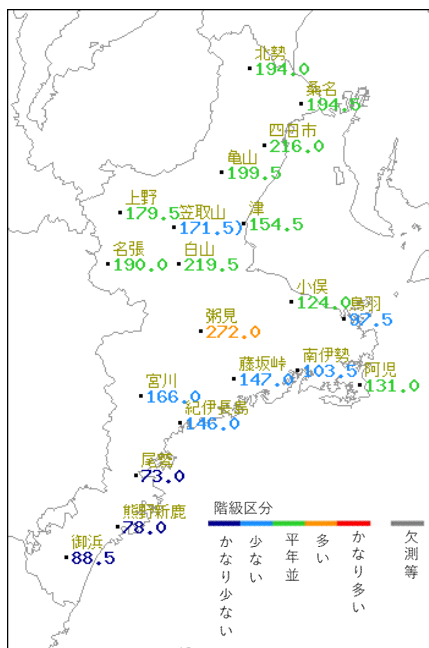 北勢
194.0
桑名
194.5
四日市
216.0
亀山
199.5
上野
179.5
笠取山
171.5)
津
154.5
名張
190.0
白山
219.5
小俣
124.0
鳥羽
97.5
粥見
272.0
藤坂峠
147.0
南伊勢
103.5
阿児
131.0
宮川
166.0
紀伊長島
146.0
尾鷲
73.0
熊野新鹿
78.0
御浜
88.5
階級区分
かなり少ない
少ない
平年並
多い
かなり多い
欠測等